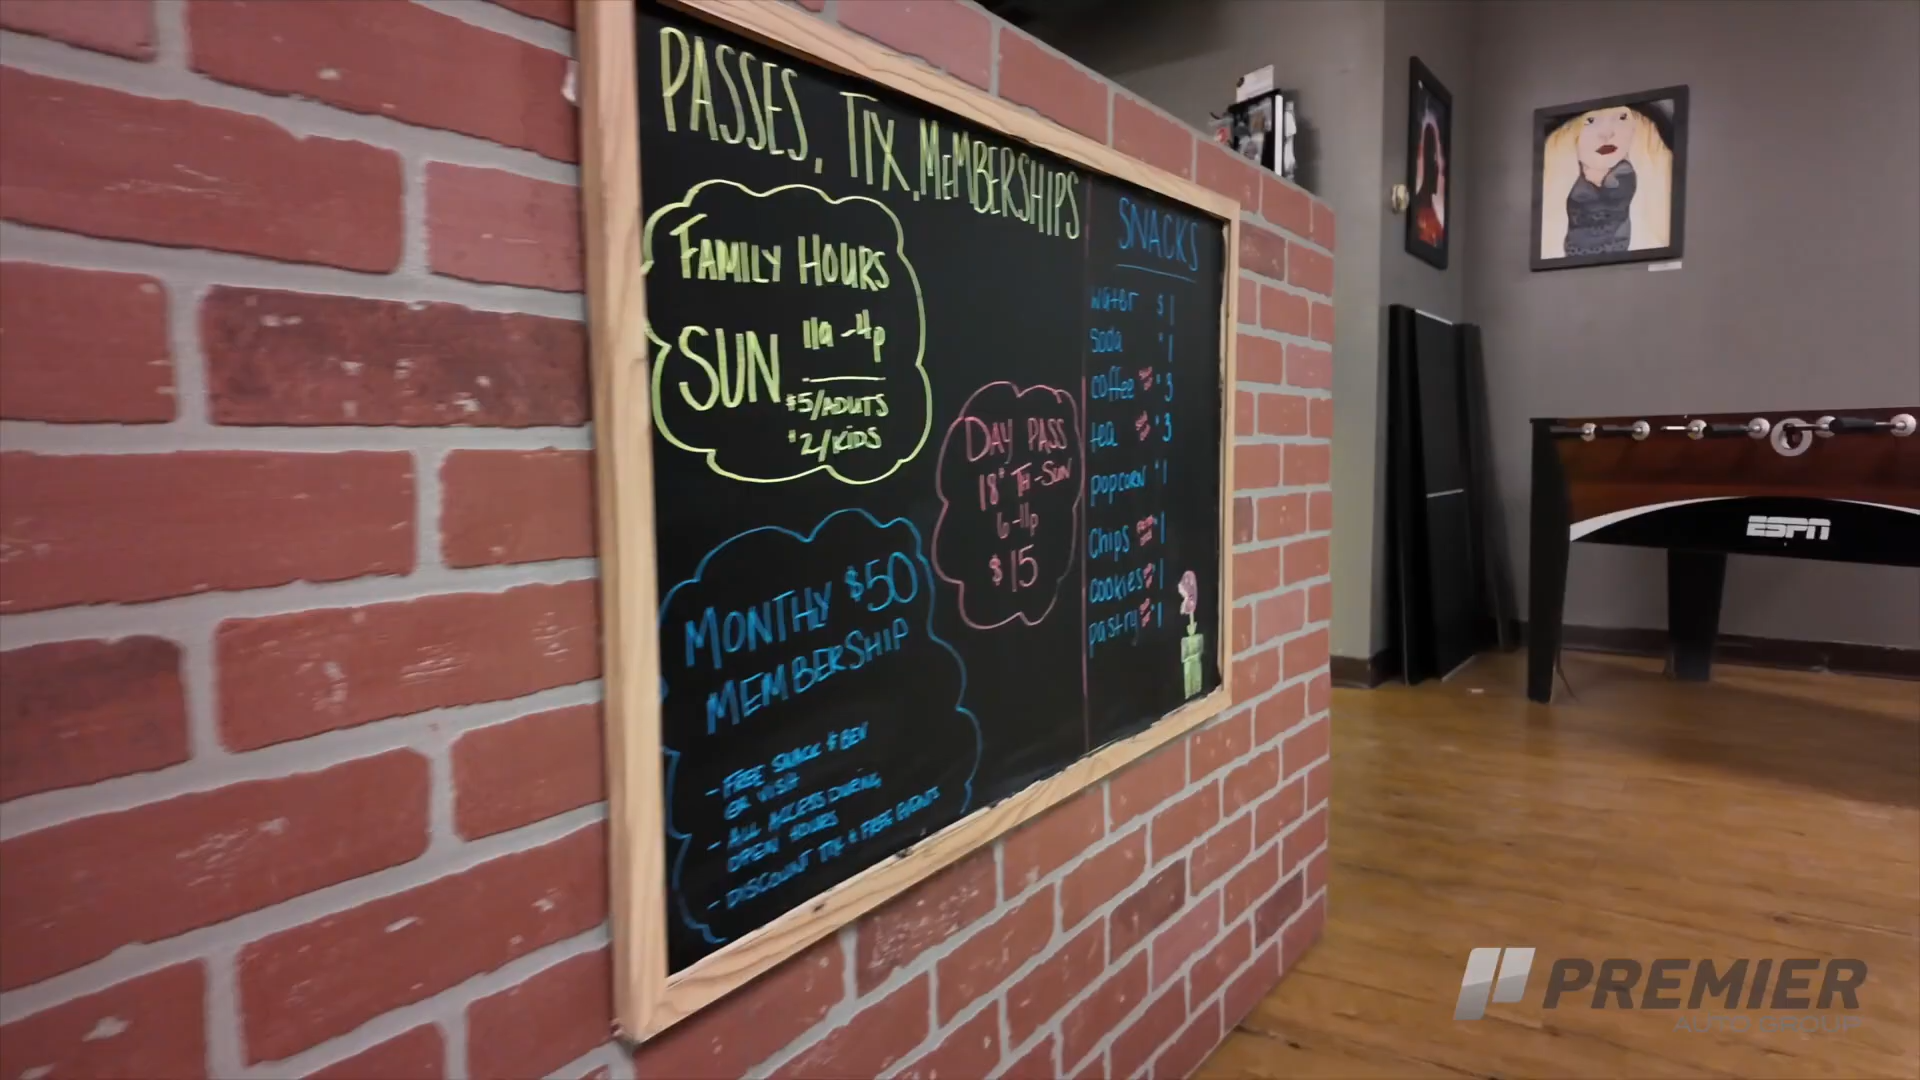 PASSES, TIX, MEMBERSHIPS
FAMILY HOURS
SUN 11a-4p
$5/ADULTS
$2/KIDS
DAY PASS
18+ TH-SUN
6-11p
$15
MONTHLY $50
MEMBERSHIP
- FREE SNACK & BEV
ER VISIT
- ALL ACCESS DURING
OPEN HOURS
- DISCOUNT TIX & FREE EVENTS
SNACKS
water $1
soda $1
coffee $3
tea $3
popcorn $1
Chips $1
cookies $1
pastry $1
ESPN
PREMIER
AUTO GROUP